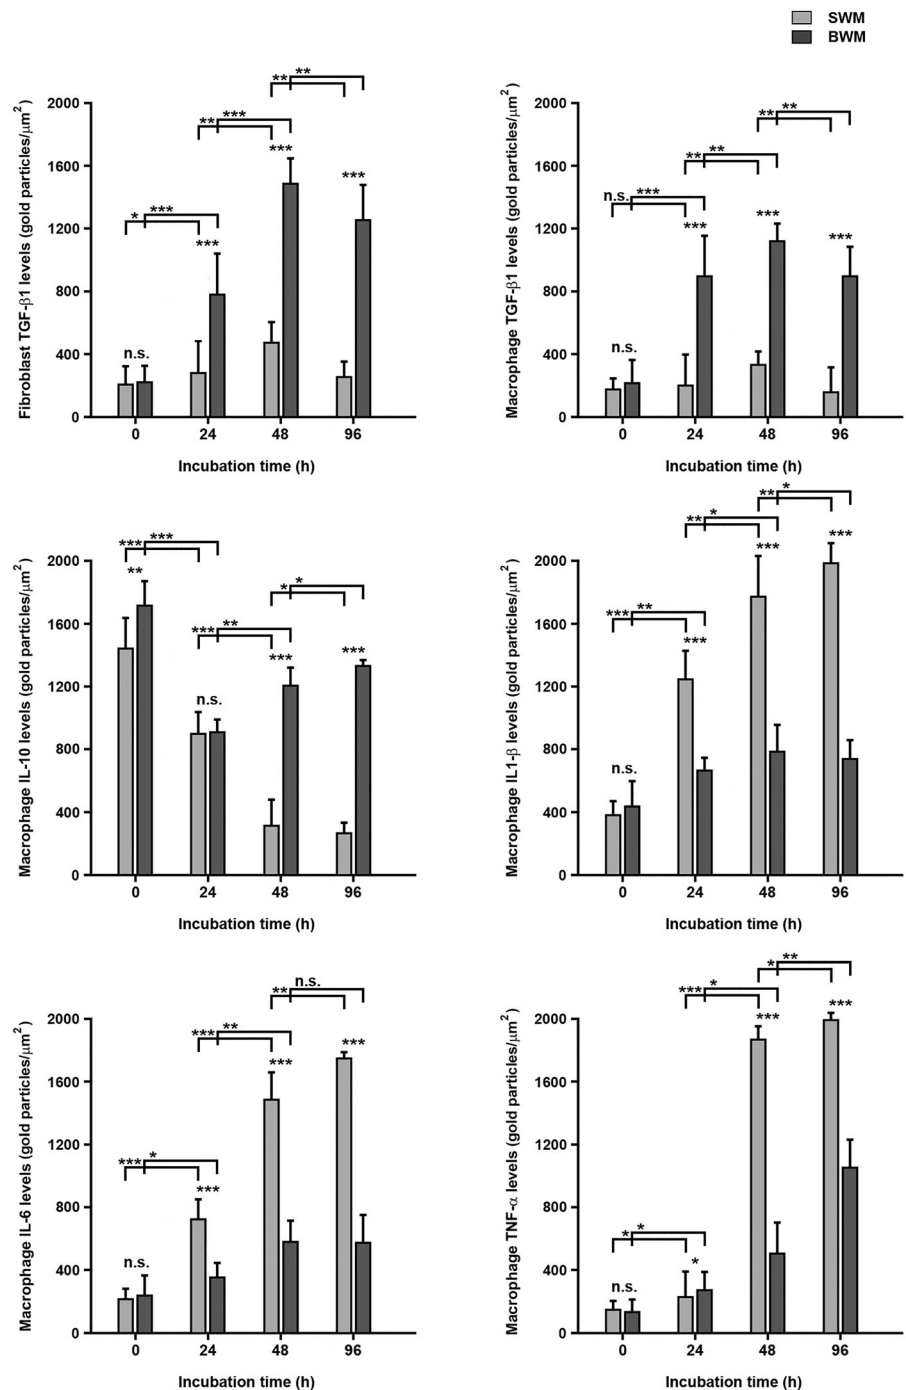 SWM
BWM
Fibroblast TGF-β1 levels (gold particles/μm²)
2000
1600
1200
800
400
0
n.s.
* ***
***
** ***
***
** **
***
0 24 48 96
Incubation time (h)
Macrophage TGF-β1 levels (gold particles/μm²)
2000
1600
1200
800
400
0
n.s.
n.s. ***
***
** **
***
** **
***
0 24 48 96
Incubation time (h)
Macrophage IL-10 levels (gold particles/μm²)
2000
1600
1200
800
400
0
*** ***
**
*** **
n.s.
* *
***
***
0 24 48 96
Incubation time (h)
Macrophage IL1-β levels (gold particles/μm²)
2000
1600
1200
800
400
0
n.s.
*** **
***
** *
***
** *
***
0 24 48 96
Incubation time (h)
Macrophage IL-6 levels (gold particles/μm²)
2000
1600
1200
800
400
0
n.s.
*** *
***
*** **
***
** n.s.
***
0 24 48 96
Incubation time (h)
Macrophage TNF-α levels (gold particles/μm²)
2000
1600
1200
800
400
0
n.s.
* *
*
*** *
***
* **
***
0 24 48 96
Incubation time (h)